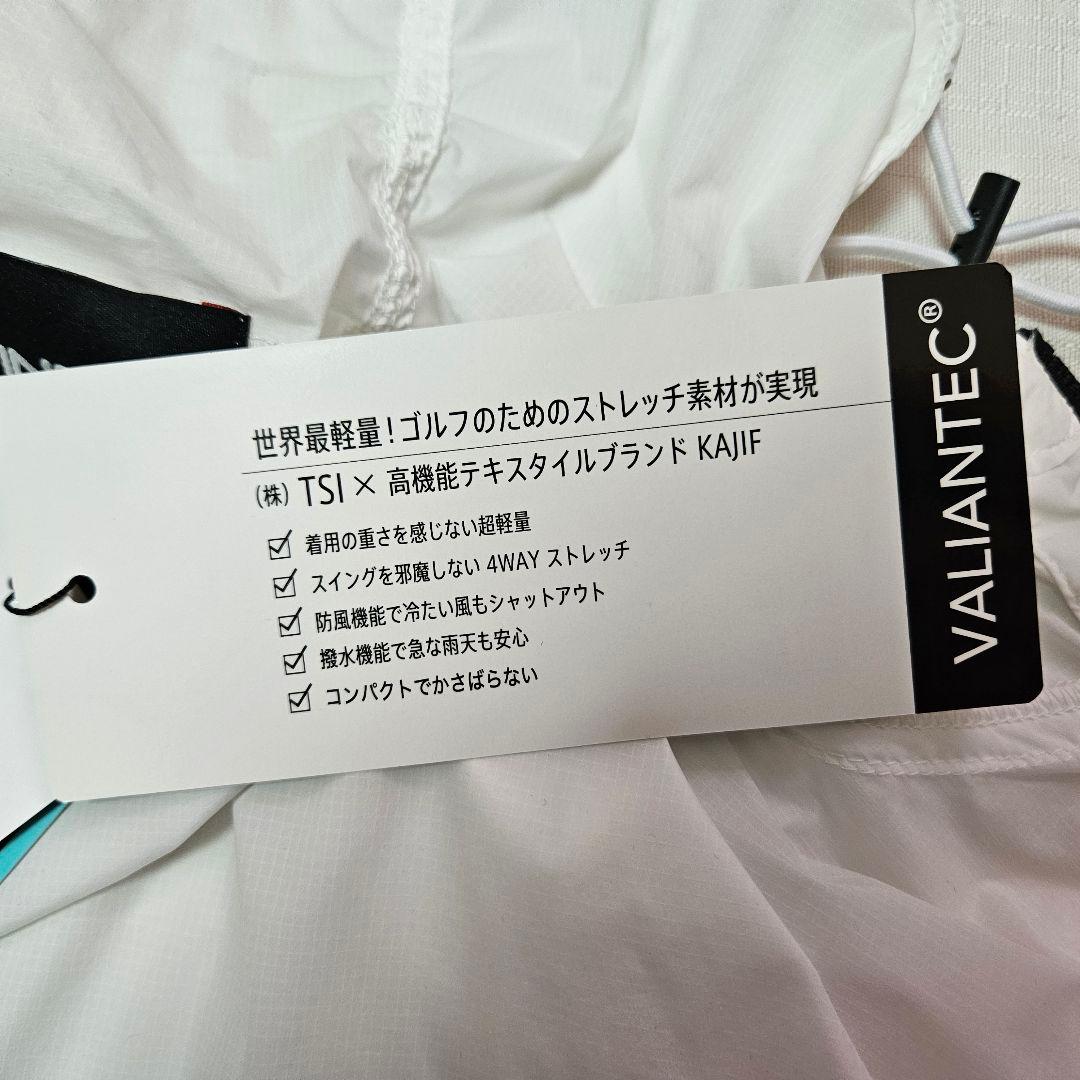 世界最軽量！ゴルフのためのストレッチ素材が実現
（株）TSI × 高機能テキスタイルブランド KAJIF
着用の重さを感じない超軽量
スイングを邪魔しない 4WAY ストレッチ
防風機能で冷たい風もシャットアウト
撥水機能で急な雨天も安心
コンパクトでかさばらない
VALIANTEC®